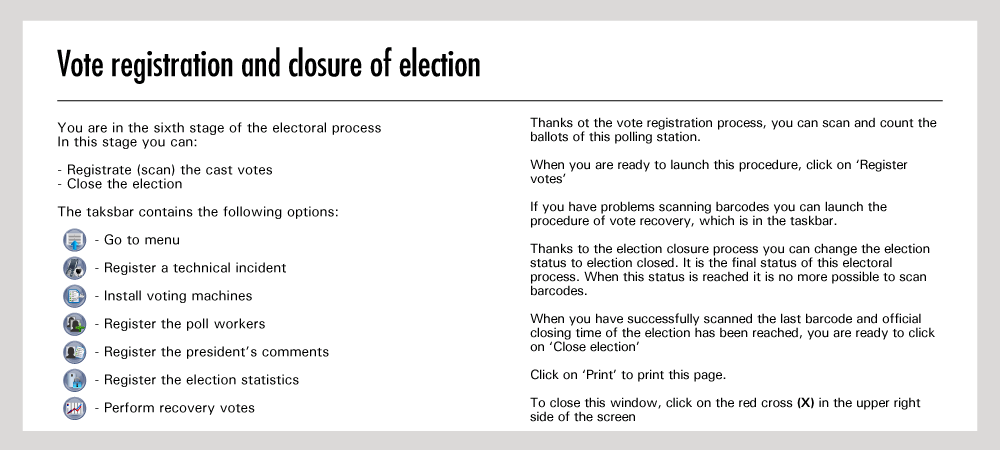 Vote registration and closure of election
You are in the sixth stage of the electoral process
In this stage you can:
- Registrate (scan) the cast votes
- Close the election
The taksbar contains the following options:
- Go to menu
- Register a technical incident
- Install voting machines
- Register the poll workers
- Register the president's comments
- Register the election statistics
- Perform recovery votes
Thanks ot the vote registration process, you can scan and count the
ballots of this polling station.
When you are ready to launch this procedure, click on ‘Register
votes’
If you have problems scanning barcodes you can launch the
procedure of vote recovery, which is in the taskbar.
Thanks to the election closure process you can change the election
status to election closed. It is the final status of this electoral
process. When this status is reached it is no more possible to scan
barcodes.
When you have successfully scanned the last barcode and official
closing time of the election has been reached, you are ready to click
on ‘Close election’
Click on ‘Print’ to print this page.
To close this window, click on the red cross (X) in the upper right
side of the screen